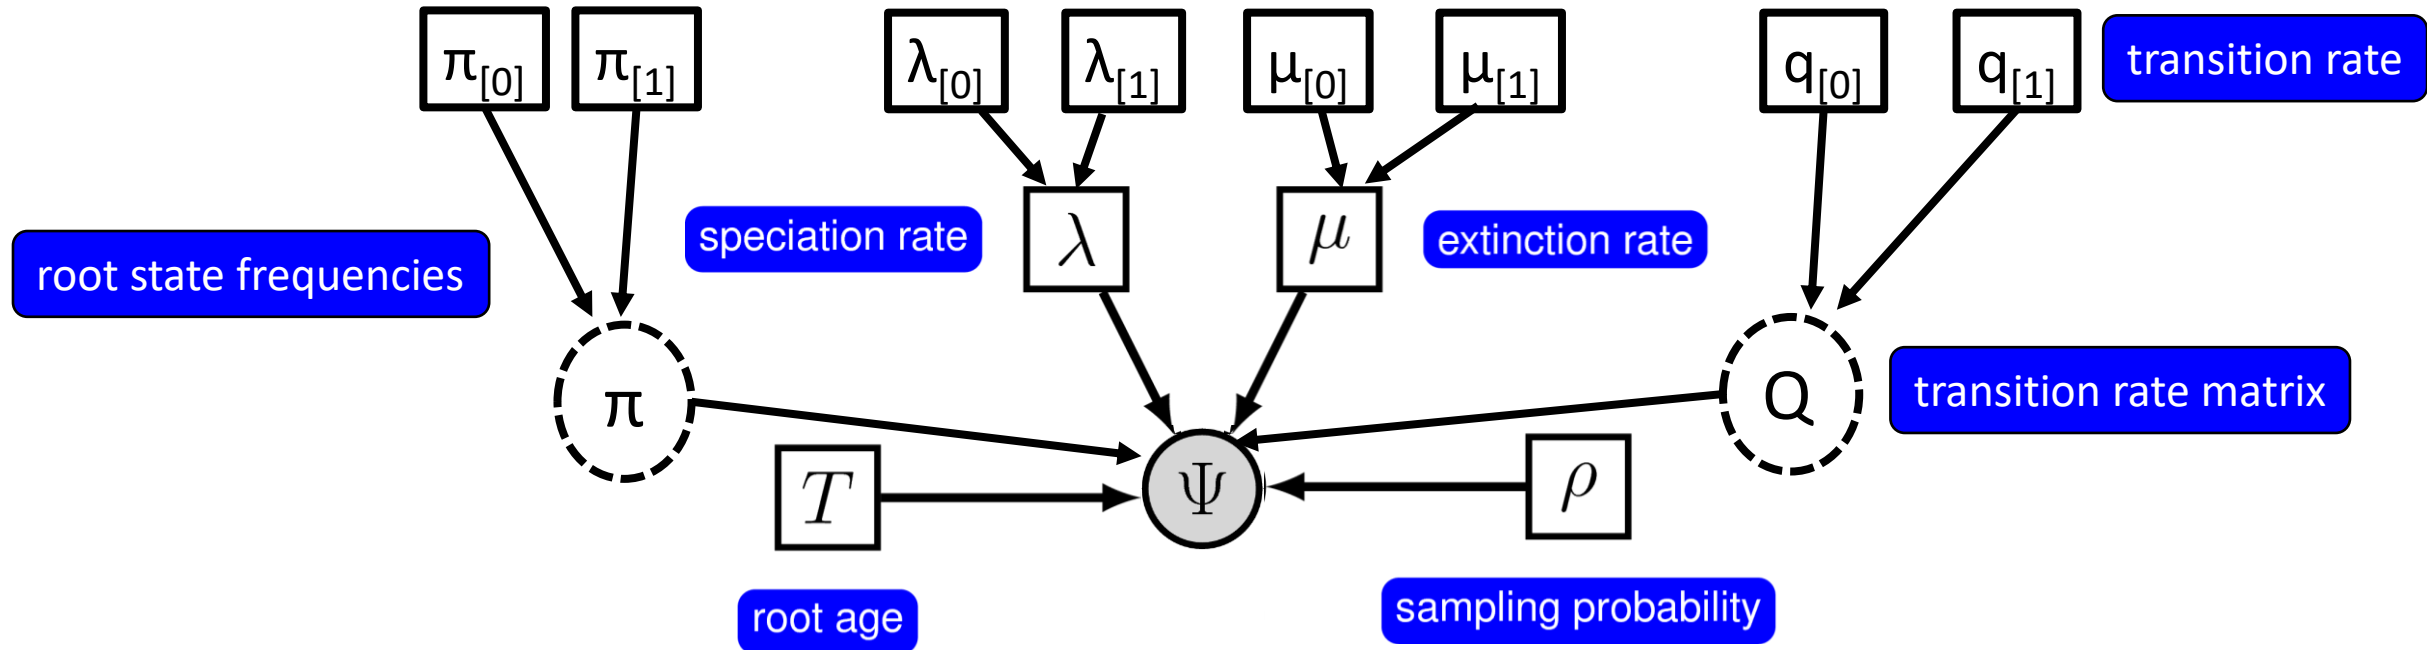 π[0] π[1] λ[0] λ[1] μ[0] μ[1] q[0] q[1] transition rate
speciation rate λ μ extinction rate
root state frequencies
π Q transition rate matrix
T Ψ ρ
root age sampling probability